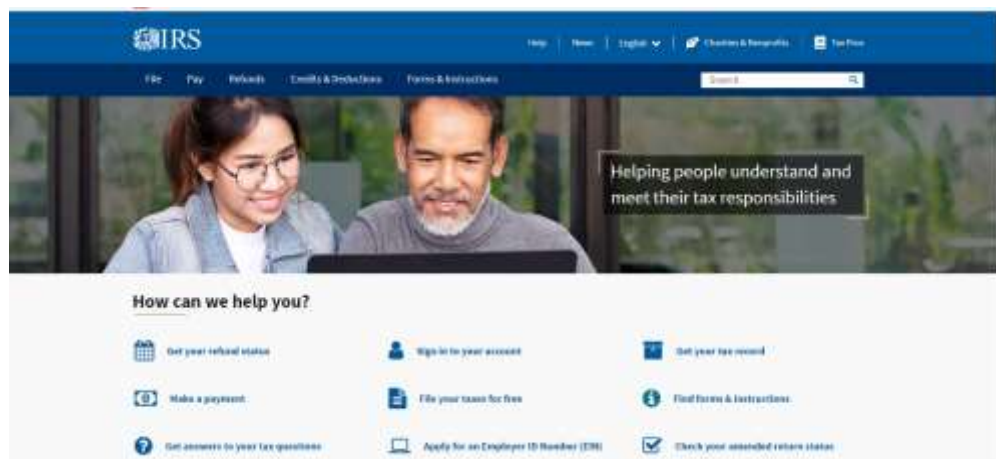 IRS
Help | News | English | Charities & Nonprofits | Tax Pros
File Pay Refunds Credits & Deductions Forms & Instructions Search
Helping people understand and
meet their tax responsibilities
How can we help you?
Get your refund status Sign in to your account Get your tax record
Make a payment File your taxes for free Find forms & instructions
Get answers to your tax questions Apply for an Employer ID Number (EIN) Check your amended return status